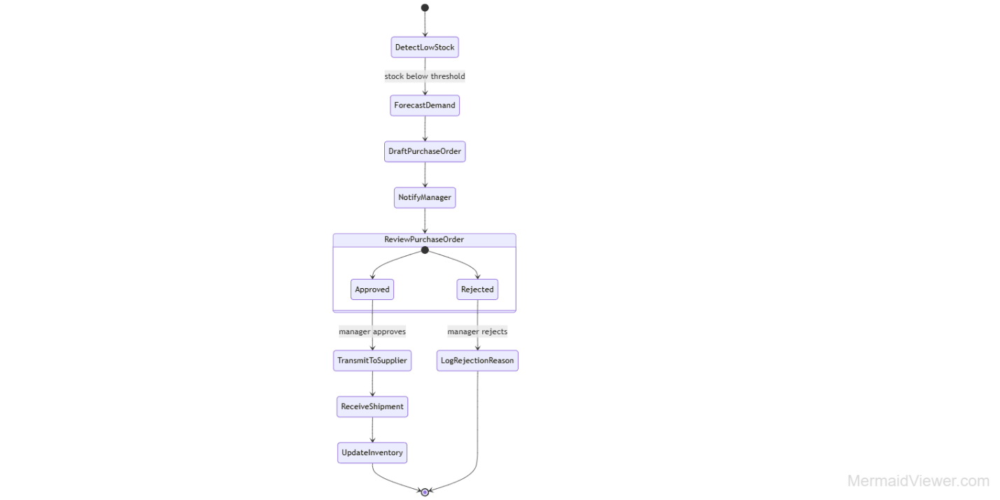 DetectLowStock
stock below threshold
ForecastDemand
DraftPurchaseOrder
NotifyManager
ReviewPurchaseOrder
Approved
Rejected
manager approves
manager rejects
TransmitToSupplier
LogRejectionReason
ReceiveShipment
UpdateInventory
MermaidViewer.com